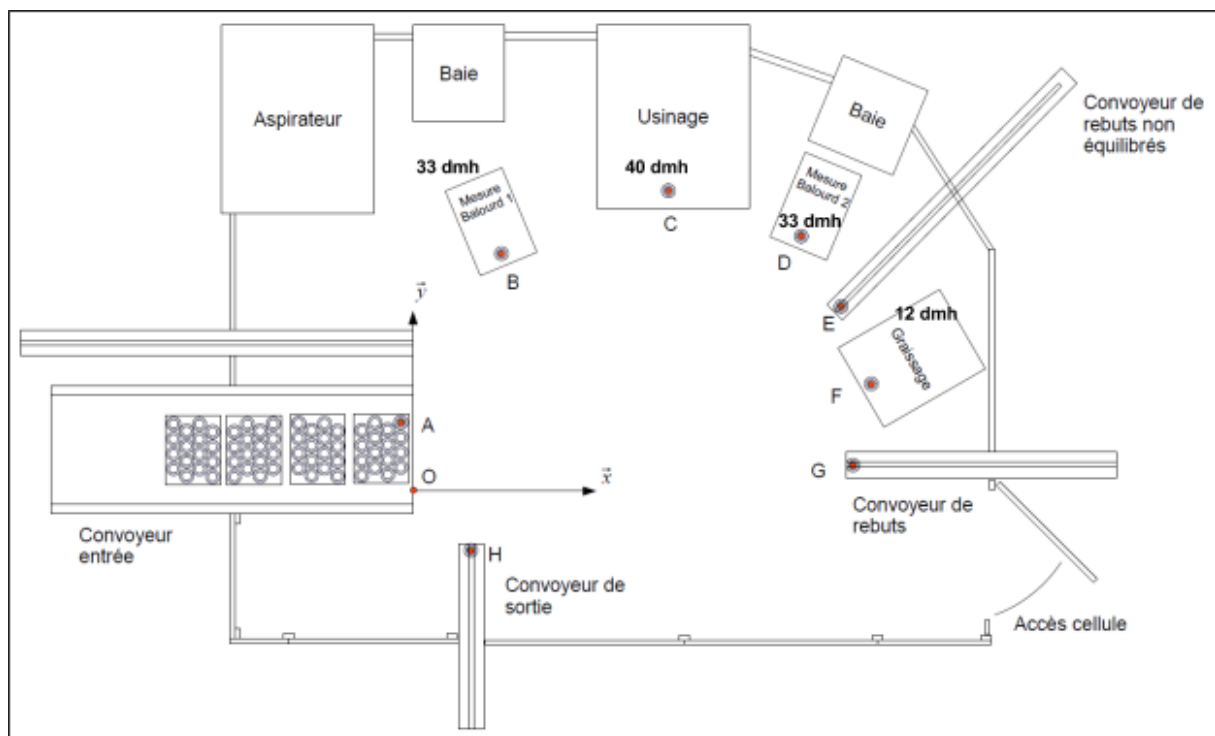 Aspirateur
Baie
Usinage
Baie
Convoyeur de
rebuts non
équilibrés
33 dmh
Mesure
Balourd 1
B
40 dmh
C
Mesure
Balourd 2
33 dmh
D
E
12 dmh
Graissage
F
y
A
O
x
G
Convoyeur
entrée
Convoyeur de
rebuts
H
Convoyeur de
sortie
Accès cellule